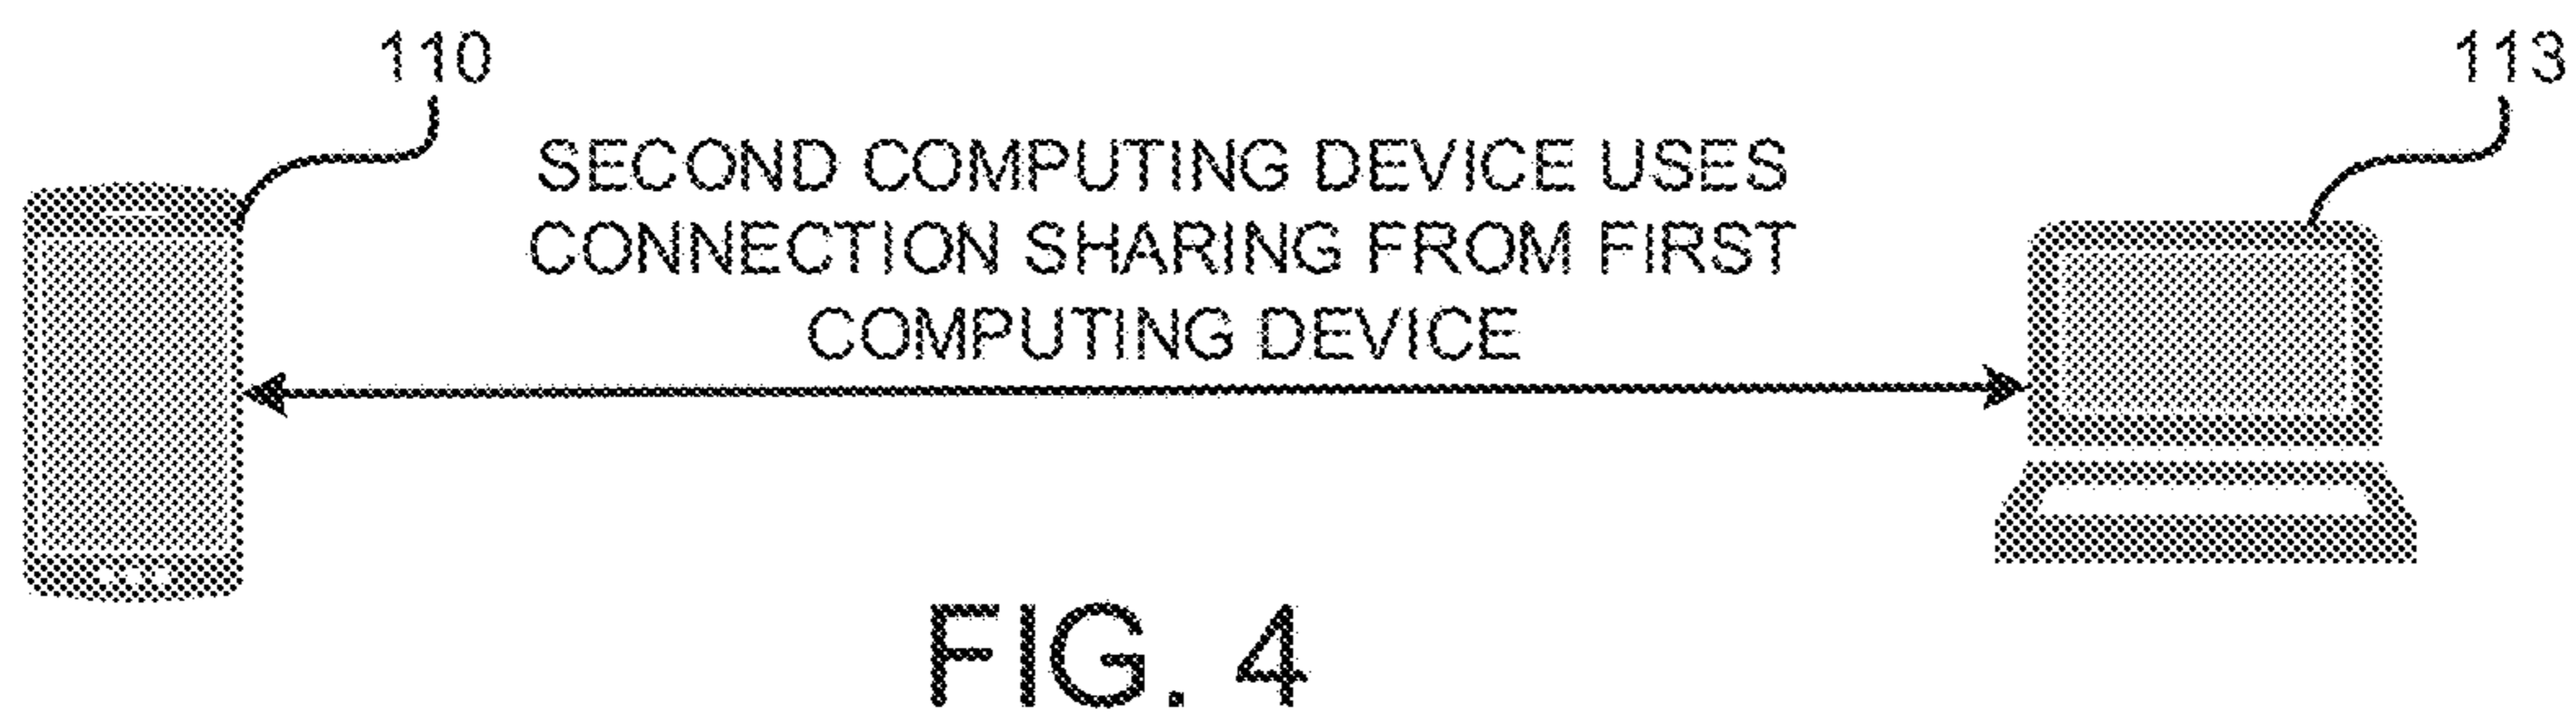 110
113
SECOND COMPUTING DEVICE USES
CONNECTION SHARING FROM FIRST
COMPUTING DEVICE
FIG. 4